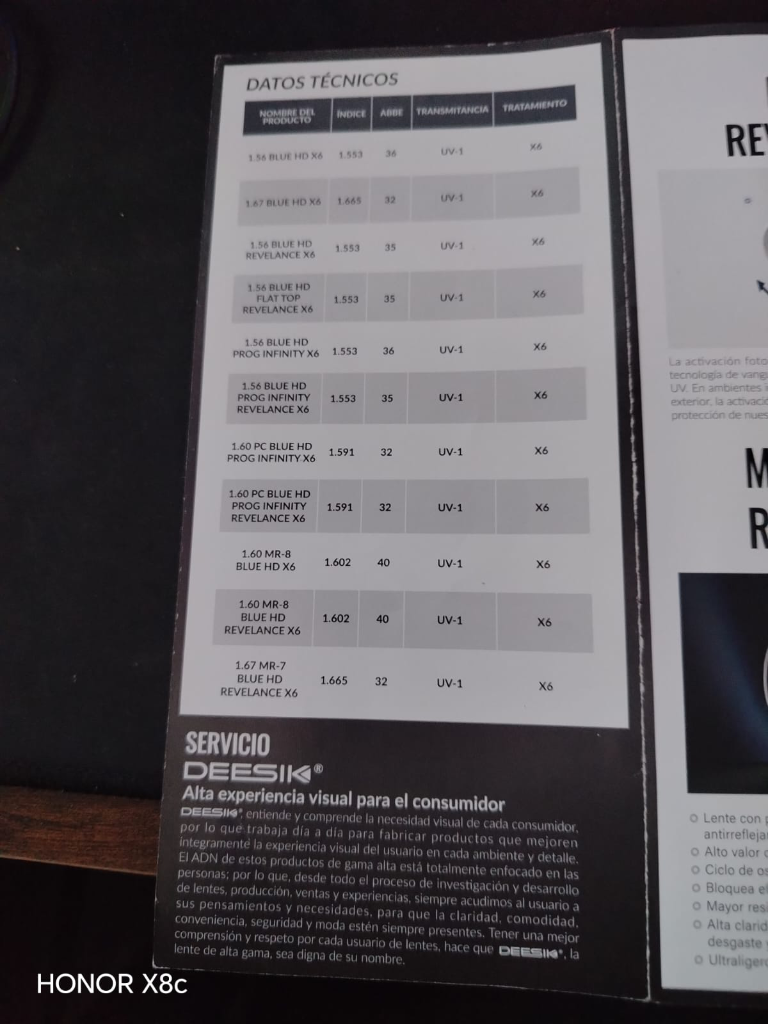 DATOS TÉCNICOS
NOMBRE DEL PRODUCTO ÍNDICE ABBE TRANSMITANCIA TRATAMIENTO
1.56 BLUE HD X6 1.553 36 UV-1 X6
1.67 BLUE HD X6 1.665 32 UV-1 X6
1.56 BLUE HD
REVELANCE X6 1.553 35 UV-1 X6
1.56 BLUE HD
FLAT TOP
REVELANCE X6 1.553 35 UV-1 X6
1.56 BLUE HD
PROG INFINITY X6 1.553 36 UV-1 X6
1.56 BLUE HD
PROG INFINITY
REVELANCE X6 1.553 35 UV-1 X6
1.60 PC BLUE HD
PROG INFINITY X6 1.591 32 UV-1 X6
1.60 PC BLUE HD
PROG INFINITY
REVELANCE X6 1.591 32 UV-1 X6
1.60 MR-8
BLUE HD X6 1.602 40 UV-1 X6
1.60 MR-8
BLUE HD
REVELANCE X6 1.602 40 UV-1 X6
1.67 MR-7
BLUE HD
REVELANCE X6 1.665 32 UV-1 X6
SERVICIO
DEESIK®
Alta experiencia visual para el consumidor
DEESIK®, entiende y comprende la necesidad visual de cada consumidor,
por lo que trabaja día a día para fabricar productos que mejoren
íntegramente la experiencia visual del usuario en cada ambiente y detalle.
El ADN de estos productos de gama alta está totalmente enfocado en las
personas; por lo que, desde todo el proceso de investigación y desarrollo
de lentes, producción, ventas y experiencias, siempre acudimos al usuario a
sus pensamientos y necesidades, para que la claridad, comodidad,
conveniencia, seguridad y moda estén siempre presentes. Tener una mejor
comprensión y respeto por cada usuario de lentes, hace que DEESIK®, la
lente de alta gama, sea digna de su nombre.
La activación
tecnología de
UV. En ambientes
exterior, la
protección de
Lente con
Alto valor
Ciclo de
Bloquea
Mayor
Alta
desgaste
HONOR X8c